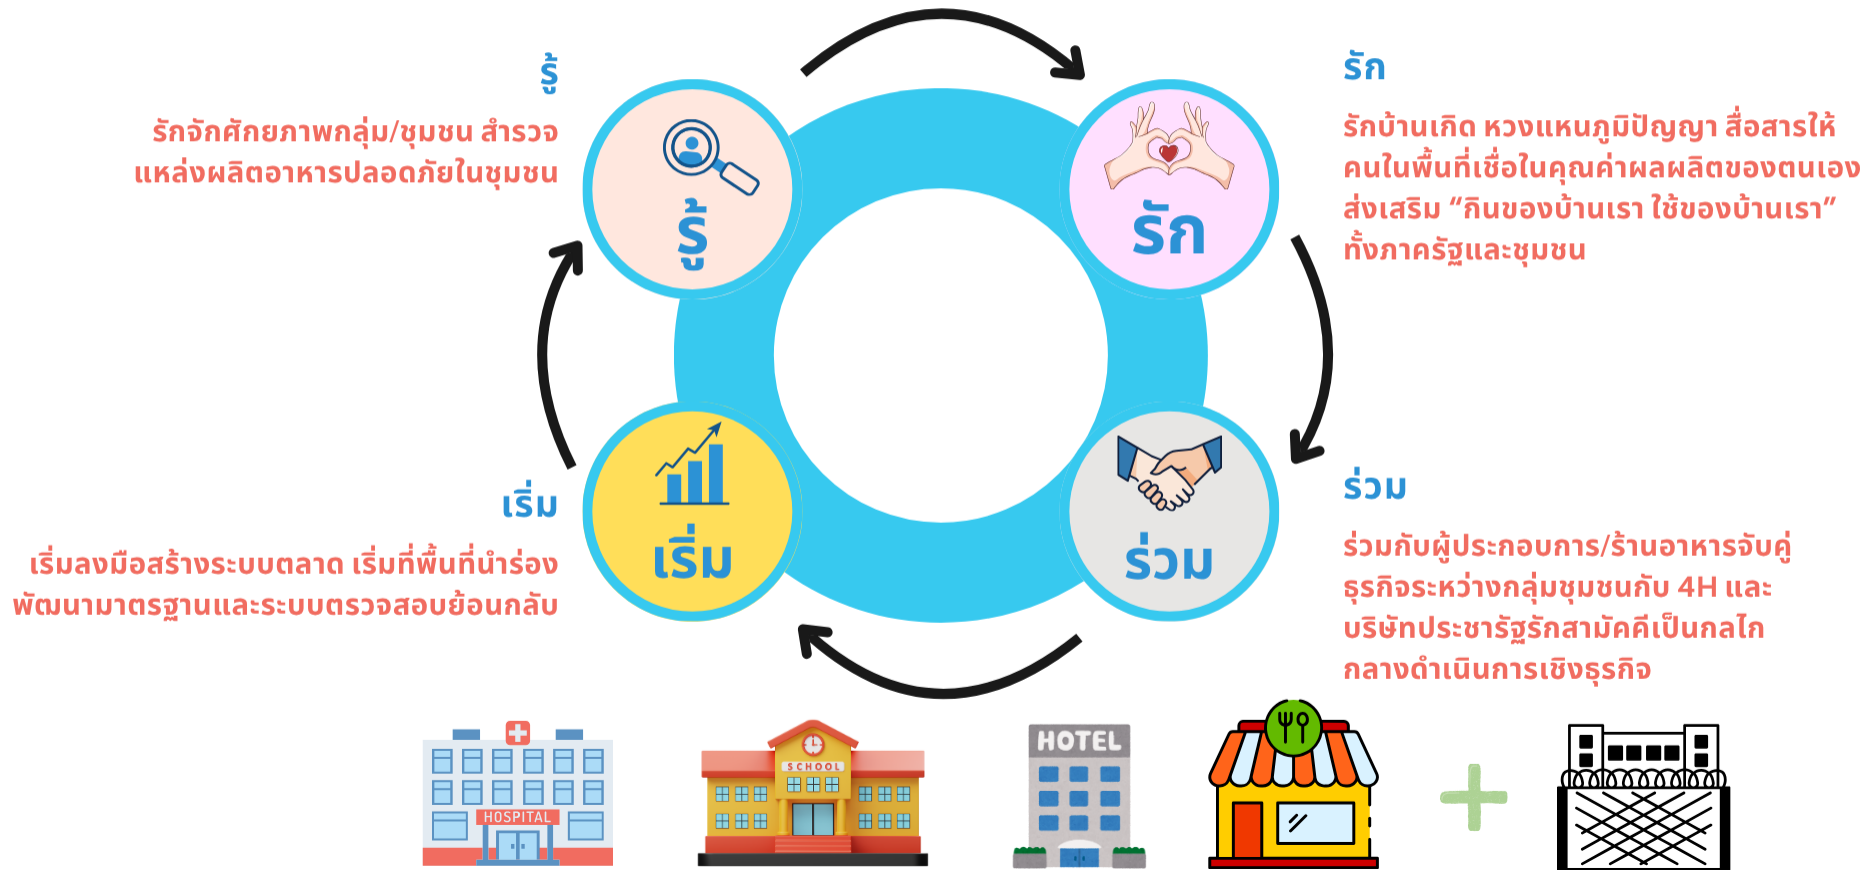 รู้
รักจักศักยภาพกลุ่ม/ชุมชน สำรวจ
แหล่งผลิตอาหารปลอดภัยในชุมชน
รู้
รัก
รัก
รักบ้านเกิด หวงแหนภูมิปัญญา สื่อสารให้
คนในพื้นที่เชื่อในคุณค่าผลผลิตของตนเอง
ส่งเสริม “กินของบ้านเรา ใช้ของบ้านเรา”
ทั้งภาครัฐและชุมชน
เริ่ม
เริ่มลงมือสร้างระบบตลาด เริ่มที่พื้นที่นำร่อง
พัฒนามาตรฐานและระบบตรวจสอบย้อนกลับ
เริ่ม
ร่วม
ร่วม
ร่วมกับผู้ประกอบการ/ร้านอาหารจับคู่
ธุรกิจระหว่างกลุ่มชุมชนกับ 4H และ
บริษัทประชารัฐรักสามัคคีเป็นกลไก
กลางดำเนินการเชิงธุรกิจ
HOSPITAL
SCHOOL
HOTEL